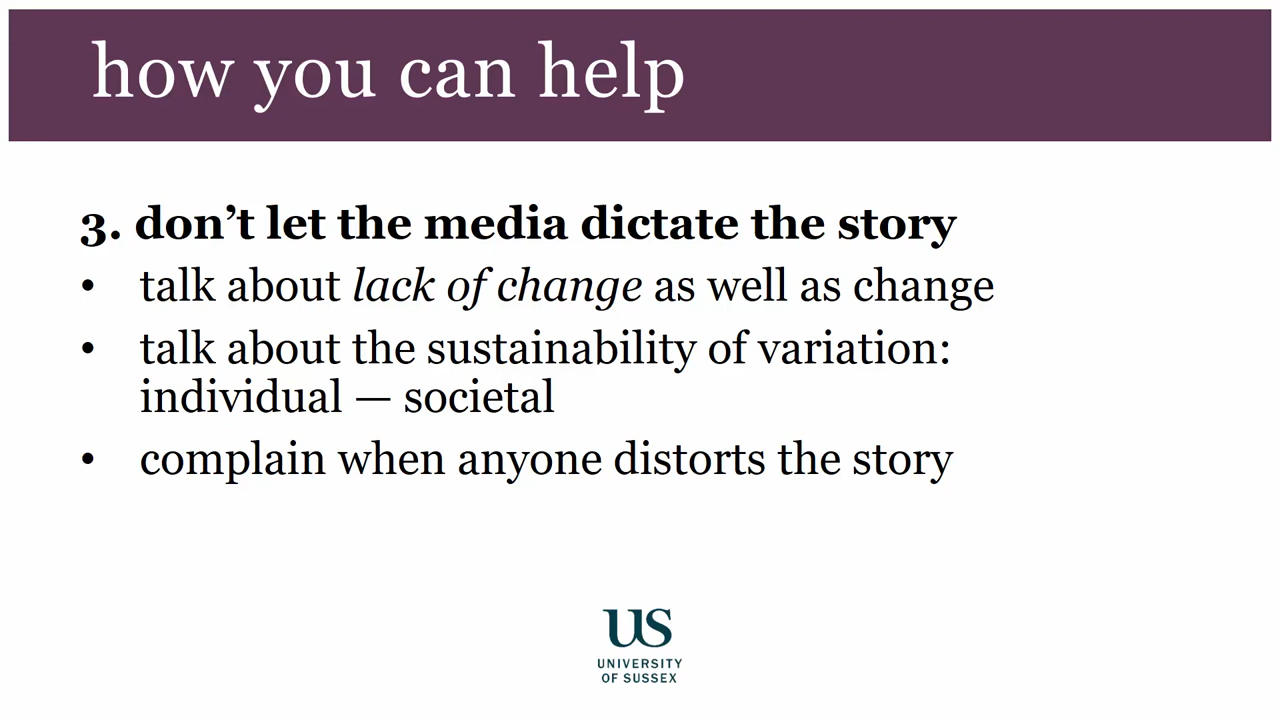 how you can help
3. don’t let the media dictate the story
• talk about lack of change as well as change
• talk about the sustainability of variation:
individual — societal
• complain when anyone distorts the story
US
UNIVERSITY
OF SUSSEX